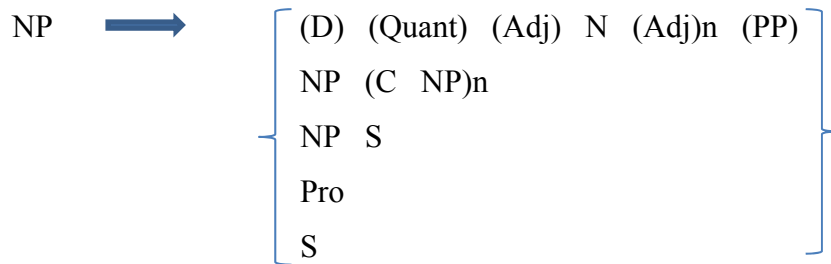 NP (D) (Quant) (Adj) N (Adj)n (PP)
NP (C NP)n
NP S
Pro
S